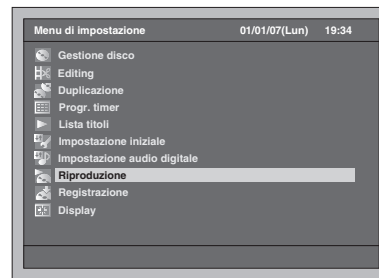 Menu di impostazione 01/01/07(Lun) 19:34
Gestione disco
Editing
Duplicazione
Progr. timer
Lista titoli
Impostazione iniziale
Impostazione audio digitale
Riproduzione
Registrazione
Display